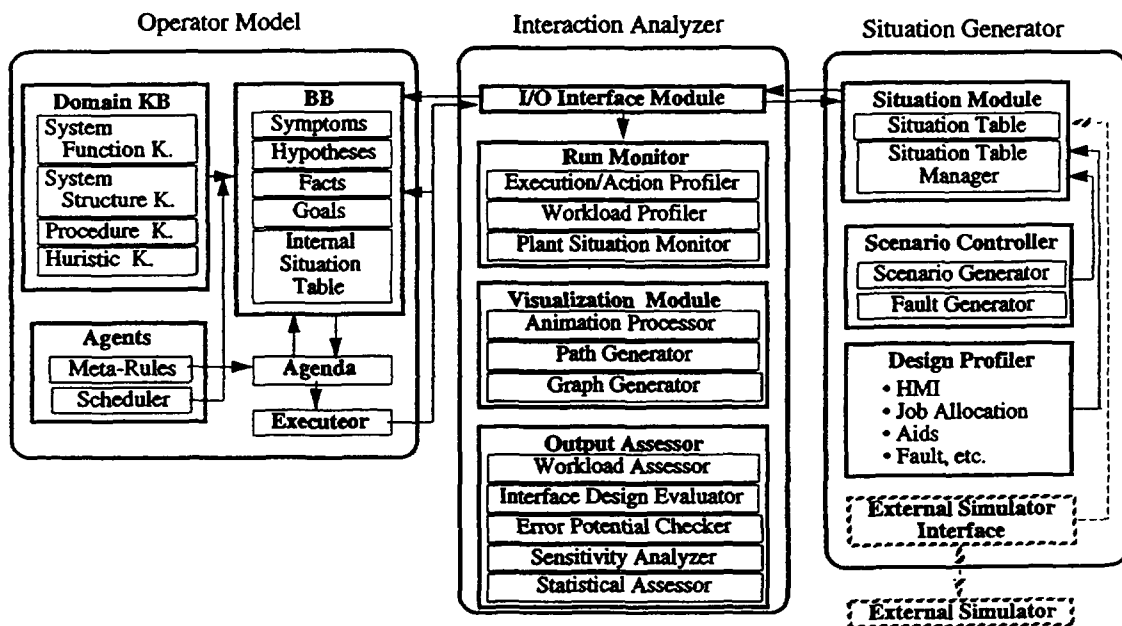 Operator Model
Domain KB
System
Function K.
System
Structure K.
Procedure K.
Huristic K.
BB
Symptoms
Hypotheses
Facts
Goals
Internal
Situation
Table
Agents
Meta-Rules
Scheduler
Agenda
Executeor
Interaction Analyzer
I/O Interface Module
Run Monitor
Execution/Action Profiler
Workload Profiler
Plant Situation Monitor
Visualization Module
Animation Processor
Path Generator
Graph Generator
Output Assessor
Workload Assessor
Interface Design Evaluator
Error Potential Checker
Sensitivity Analyzer
Statistical Assessor
Situation Generator
Situation Module
Situation Table
Situation Table
Manager
Scenario Controller
Scenario Generator
Fault Generator
Design Profiler
• HMI
• Job Allocation
• Aids
• Fault, etc.
External Simulator
Interface
External Simulator